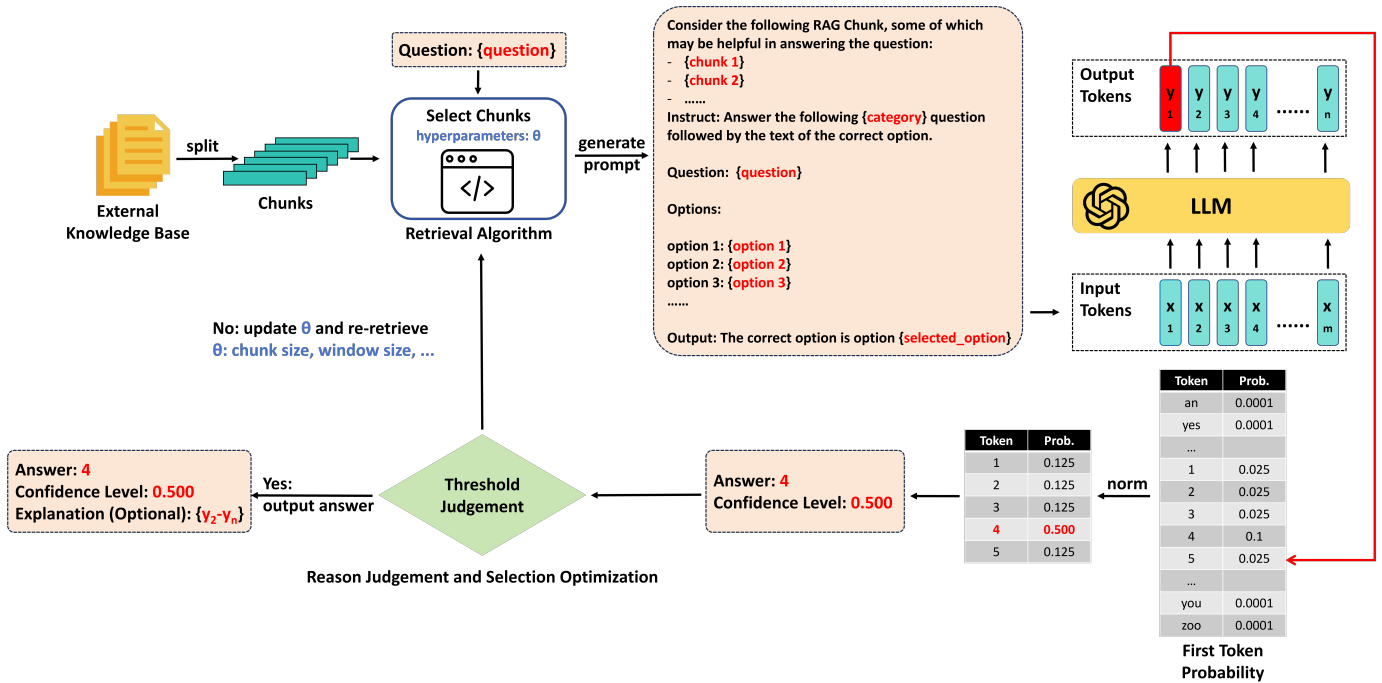 Question: {question}
Select Chunks
hyperparameters: θ
</>
Retrieval Algorithm
External
Knowledge Base
split
Chunks
generate
prompt
Consider the following RAG Chunk, some of which
may be helpful in answering the question:
- {chunk 1}
- {chunk 2}
- ......
Instruct: Answer the following {category} question
followed by the text of the correct option.
Question: {question}
Options:
option 1: {option 1}
option 2: {option 2}
option 3: {option 3}
......
Output: The correct option is option {selected_option}
Output
Tokens
y y y y ...... y
1 2 3 4 n
LLM
Input
Tokens
x x x x ...... x
1 2 3 4 m
Token Prob.
an 0.0001
yes 0.0001
...
1 0.025
2 0.025
3 0.025
4 0.1
5 0.025
...
you 0.0001
zoo 0.0001
First Token
Probability
norm
Token Prob.
1 0.125
2 0.125
3 0.125
4 0.500
5 0.125
Answer: 4
Confidence Level: 0.500
Threshold
Judgement
Reason Judgement and Selection Optimization
No: update θ and re-retrieve
θ: chunk size, window size, ...
Yes:
output answer
Answer: 4
Confidence Level: 0.500
Explanation (Optional): {y2-yn}